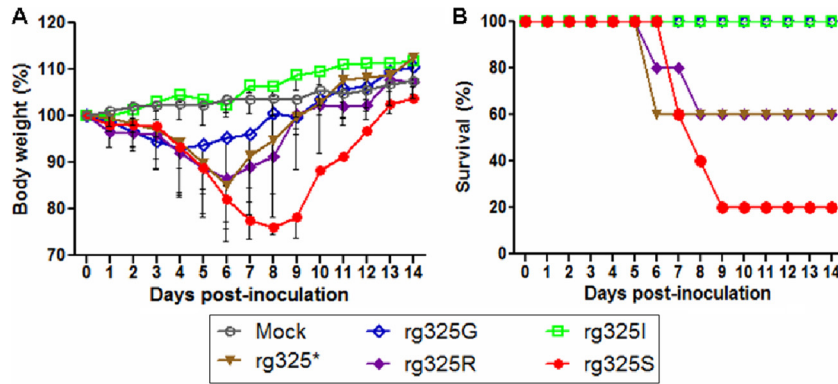 A
B
120
110
100
90
80
70
Body weight (%)
0 1 2 3 4 5 6 7 8 9 10 11 12 13 14
Days post-inoculation
100
80
60
40
20
0
Survival (%)
0 1 2 3 4 5 6 7 8 9 10 11 12 13 14
Days post-inoculation
Mock rg325G rg325I
rg325* rg325R rg325S